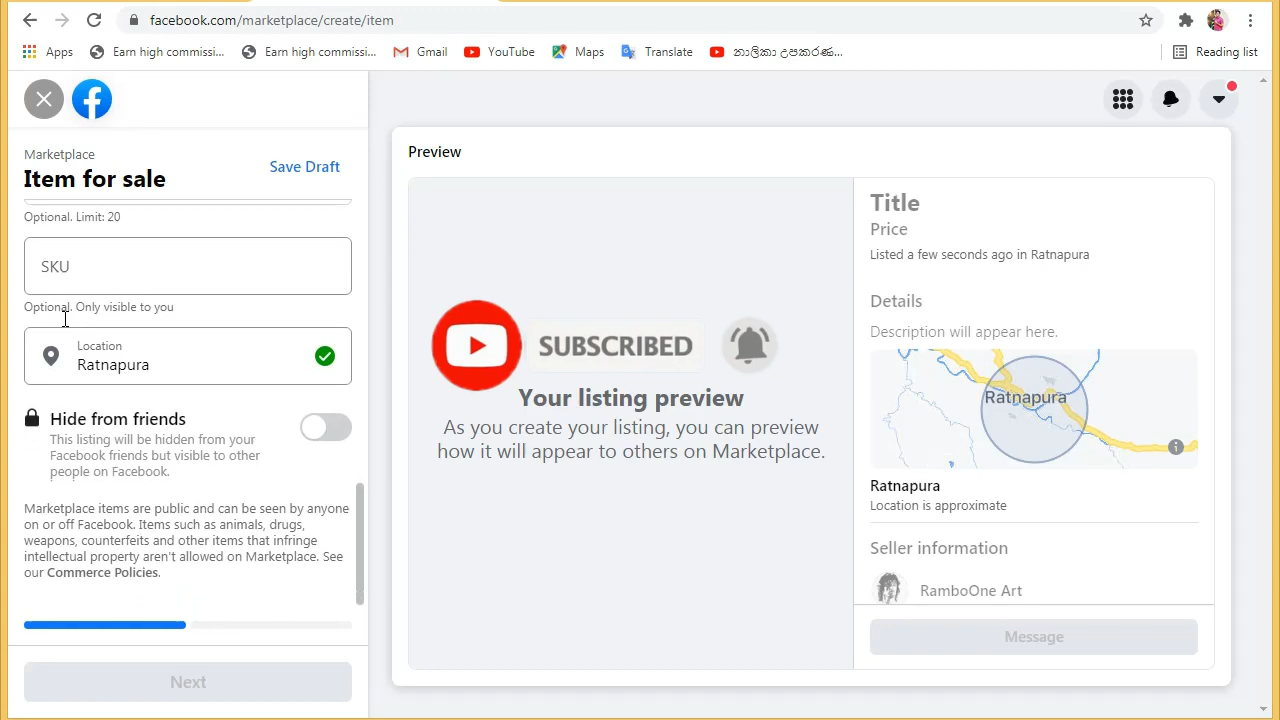 facebook.com/marketplace/create/item
Apps
Earn high commissi...
Earn high commissi...
Gmail
YouTube
Maps
Translate
නාලිකා උපකරණ...
Reading list
Marketplace
Item for sale
Save Draft
Optional. Limit: 20
SKU
Optional. Only visible to you
Location
Ratnapura
Hide from friends
This listing will be hidden from your
Facebook friends but visible to other
people on Facebook.
Marketplace items are public and can be seen by anyone
on or off Facebook. Items such as animals, drugs,
weapons, counterfeits and other items that infringe
intellectual property aren't allowed on Marketplace. See
our Commerce Policies.
Next
Preview
SUBSCRIBED
Your listing preview
As you create your listing, you can preview
how it will appear to others on Marketplace.
Title
Price
Listed a few seconds ago in Ratnapura
Details
Description will appear here.
Ratnapura
Ratnapura
Location is approximate
Seller information
RamboOne Art
Message